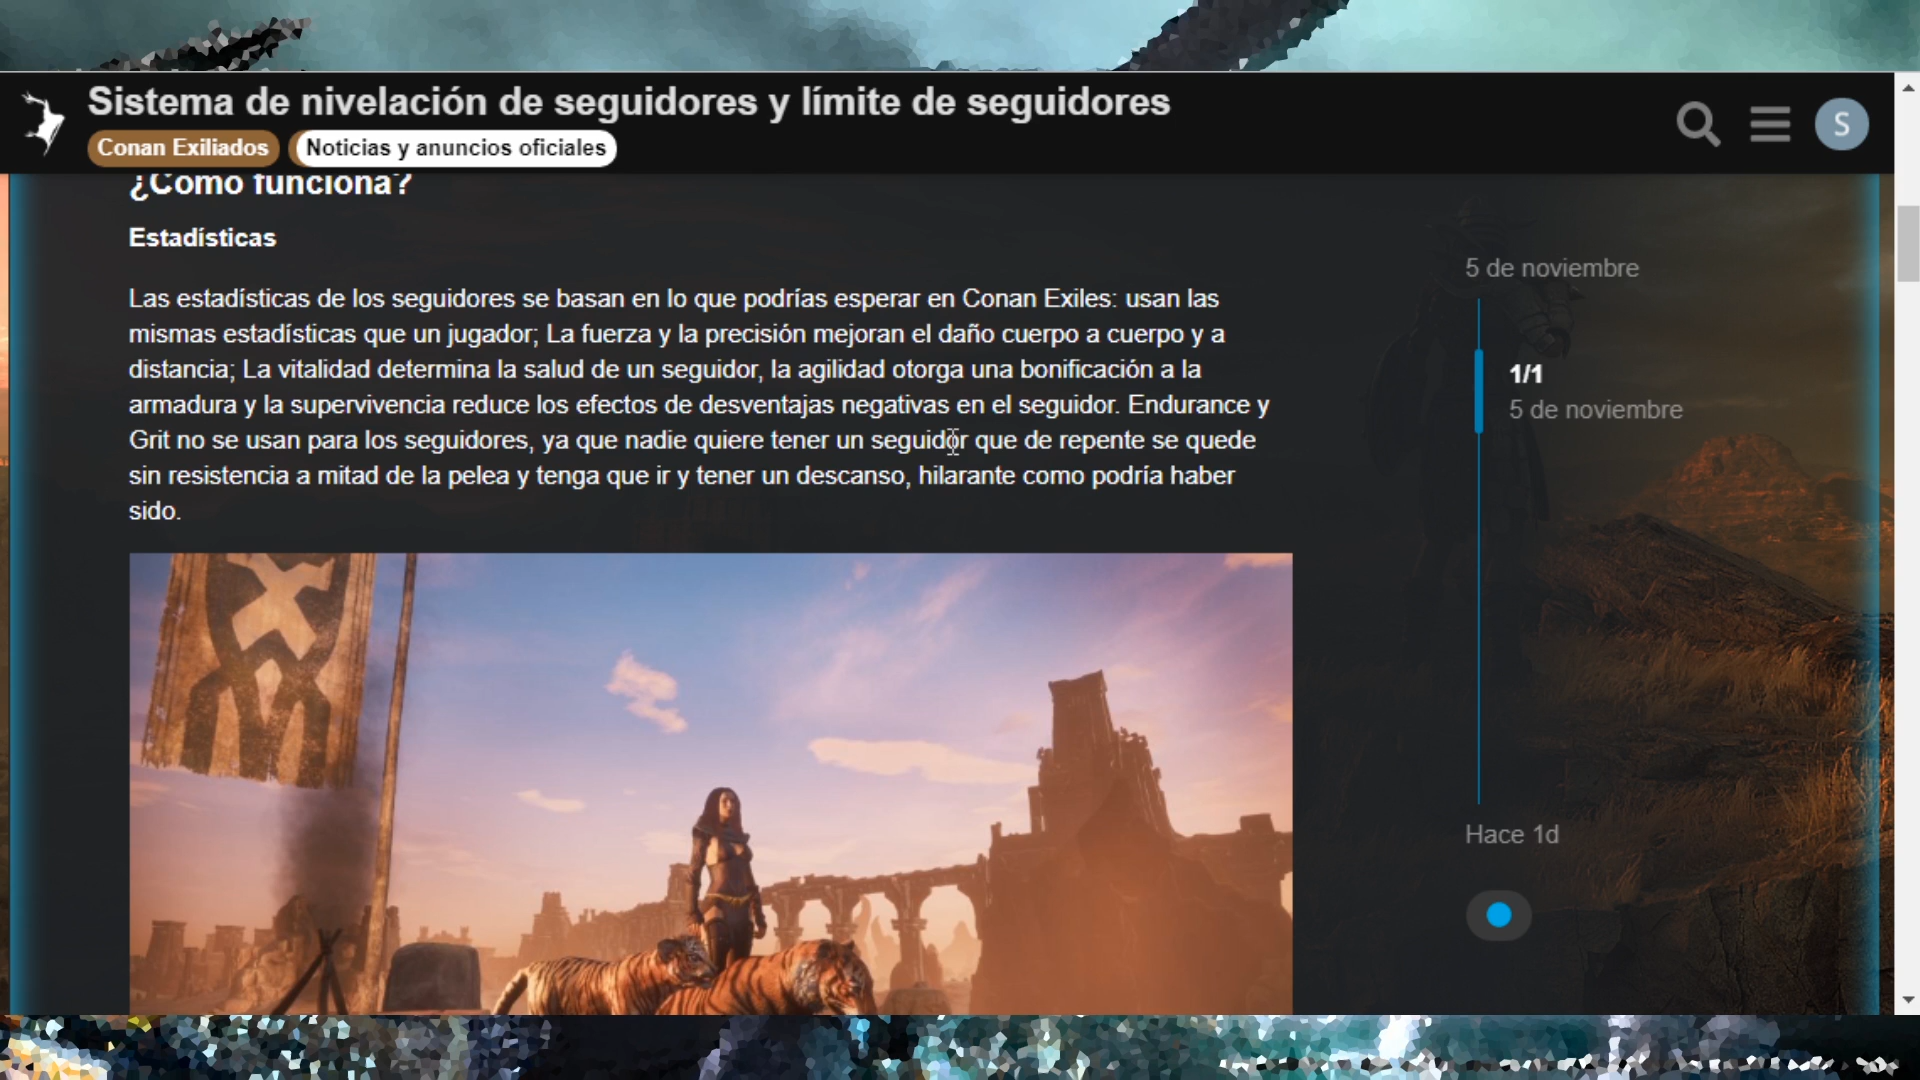 Sistema de nivelación de seguidores y límite de seguidores
Conan Exiliados
Noticias y anuncios oficiales
S
¿Cómo funciona?
Estadísticas
Las estadísticas de los seguidores se basan en lo que podrías esperar en Conan Exiles: usan las
mismas estadísticas que un jugador; La fuerza y la precisión mejoran el daño cuerpo a cuerpo y a
distancia; La vitalidad determina la salud de un seguidor, la agilidad otorga una bonificación a la
armadura y la supervivencia reduce los efectos de desventajas negativas en el seguidor. Endurance y
Grit no se usan para los seguidores, ya que nadie quiere tener un seguidor que de repente se quede
sin resistencia a mitad de la pelea y tenga que ir y tener un descanso, hilarante como podría haber
sido.
5 de noviembre
1/1
5 de noviembre
Hace 1d